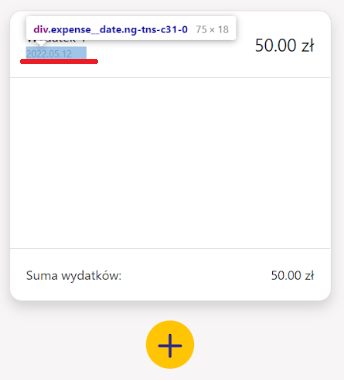 div.expense__date.ng-tns-c31-0 75 × 18
50.00 zł
2022.05.12
Suma wydatków:
50.00 zł